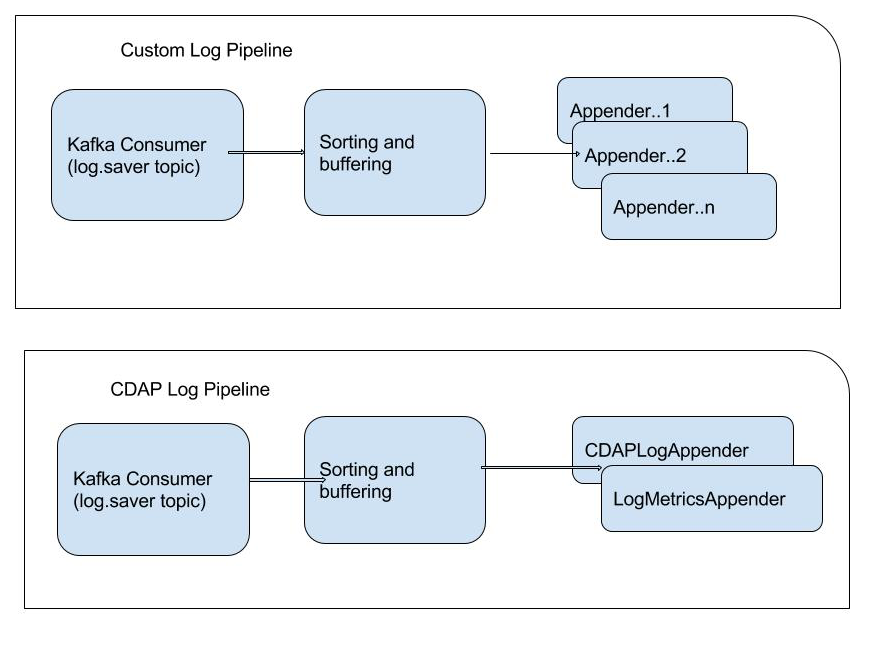 Custom Log Pipeline
Kafka Consumer
(log.saver topic)
Sorting and
buffering
Appender..1
Appender..2
Appender..n
CDAP Log Pipeline
Kafka Consumer
(log.saver topic)
Sorting and
buffering
CDAPLogAppender
LogMetricsAppender